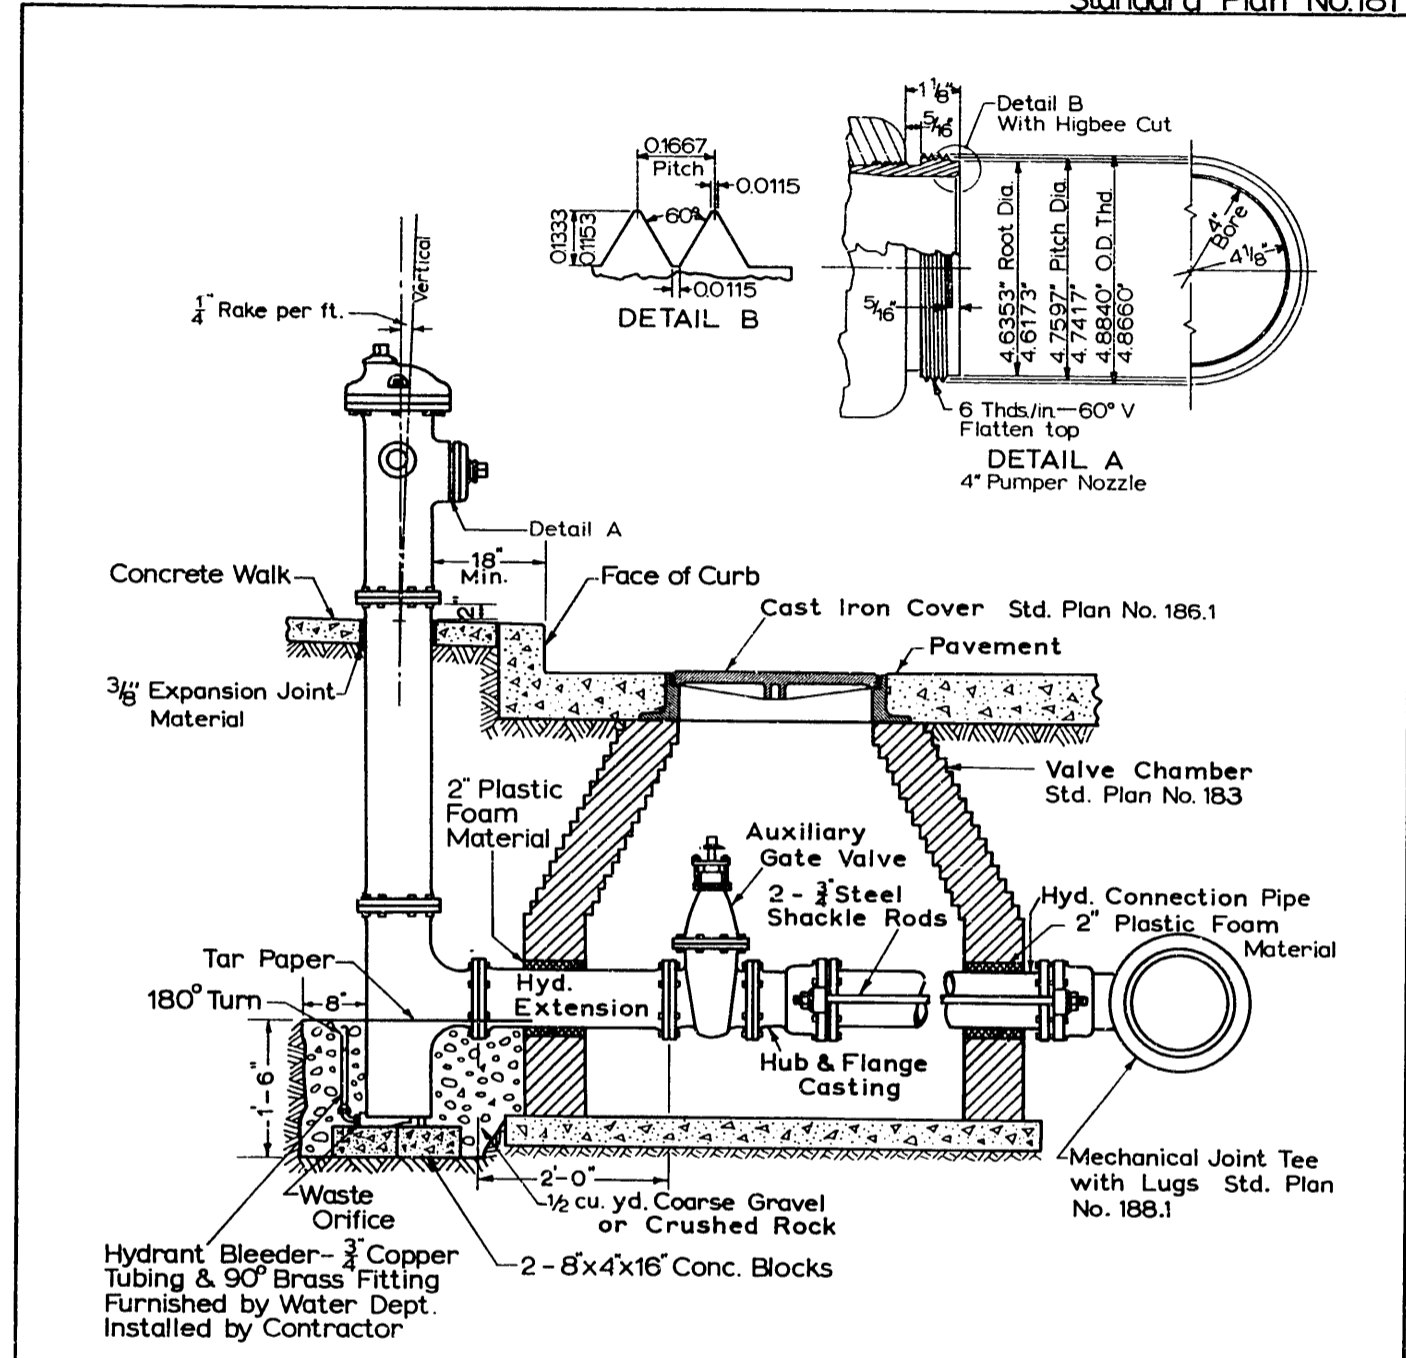 Standard Plan No. 181
1 1/8"
5/16"
Detail B
With Higbee Cut
0.1667
Pitch
0.0115
60°
0.1333
0.1153
0.0115
DETAIL B
4.6353" Root Dia.
4.6173"
4.7597" Pitch Dia.
4.7417"
4.8840" O.D. Thd.
4.8660"
4" Bore
4 1/8"
5/16"
6 Thds./in.—60° V
Flatten top
DETAIL A
4" Pumper Nozzle
Vertical
1/4" Rake per ft.
Detail A
18"
Min.
Concrete Walk
Face of Curb
2"
Cast Iron Cover Std. Plan No. 186.1
Pavement
3/8" Expansion Joint
Material
Valve Chamber
Std. Plan No. 183
2" Plastic
Foam
Material
Auxiliary
Gate Valve
2 - 3/4" Steel
Shackle Rods
Hyd. Connection Pipe
2" Plastic Foam
Material
Tar Paper
180° Turn
8"
Hyd.
Extension
1'-6"
Hub & Flange
Casting
2'-0"
Mechanical Joint Tee
with Lugs Std. Plan
No. 188.1
Waste
Orifice
1/2 cu. yd. Coarse Gravel
or Crushed Rock
Hydrant Bleeder- 3/4" Copper
Tubing & 90° Brass Fitting
Furnished by Water Dept.
Installed by Contractor
2 - 8"x4"x16" Conc. Blocks